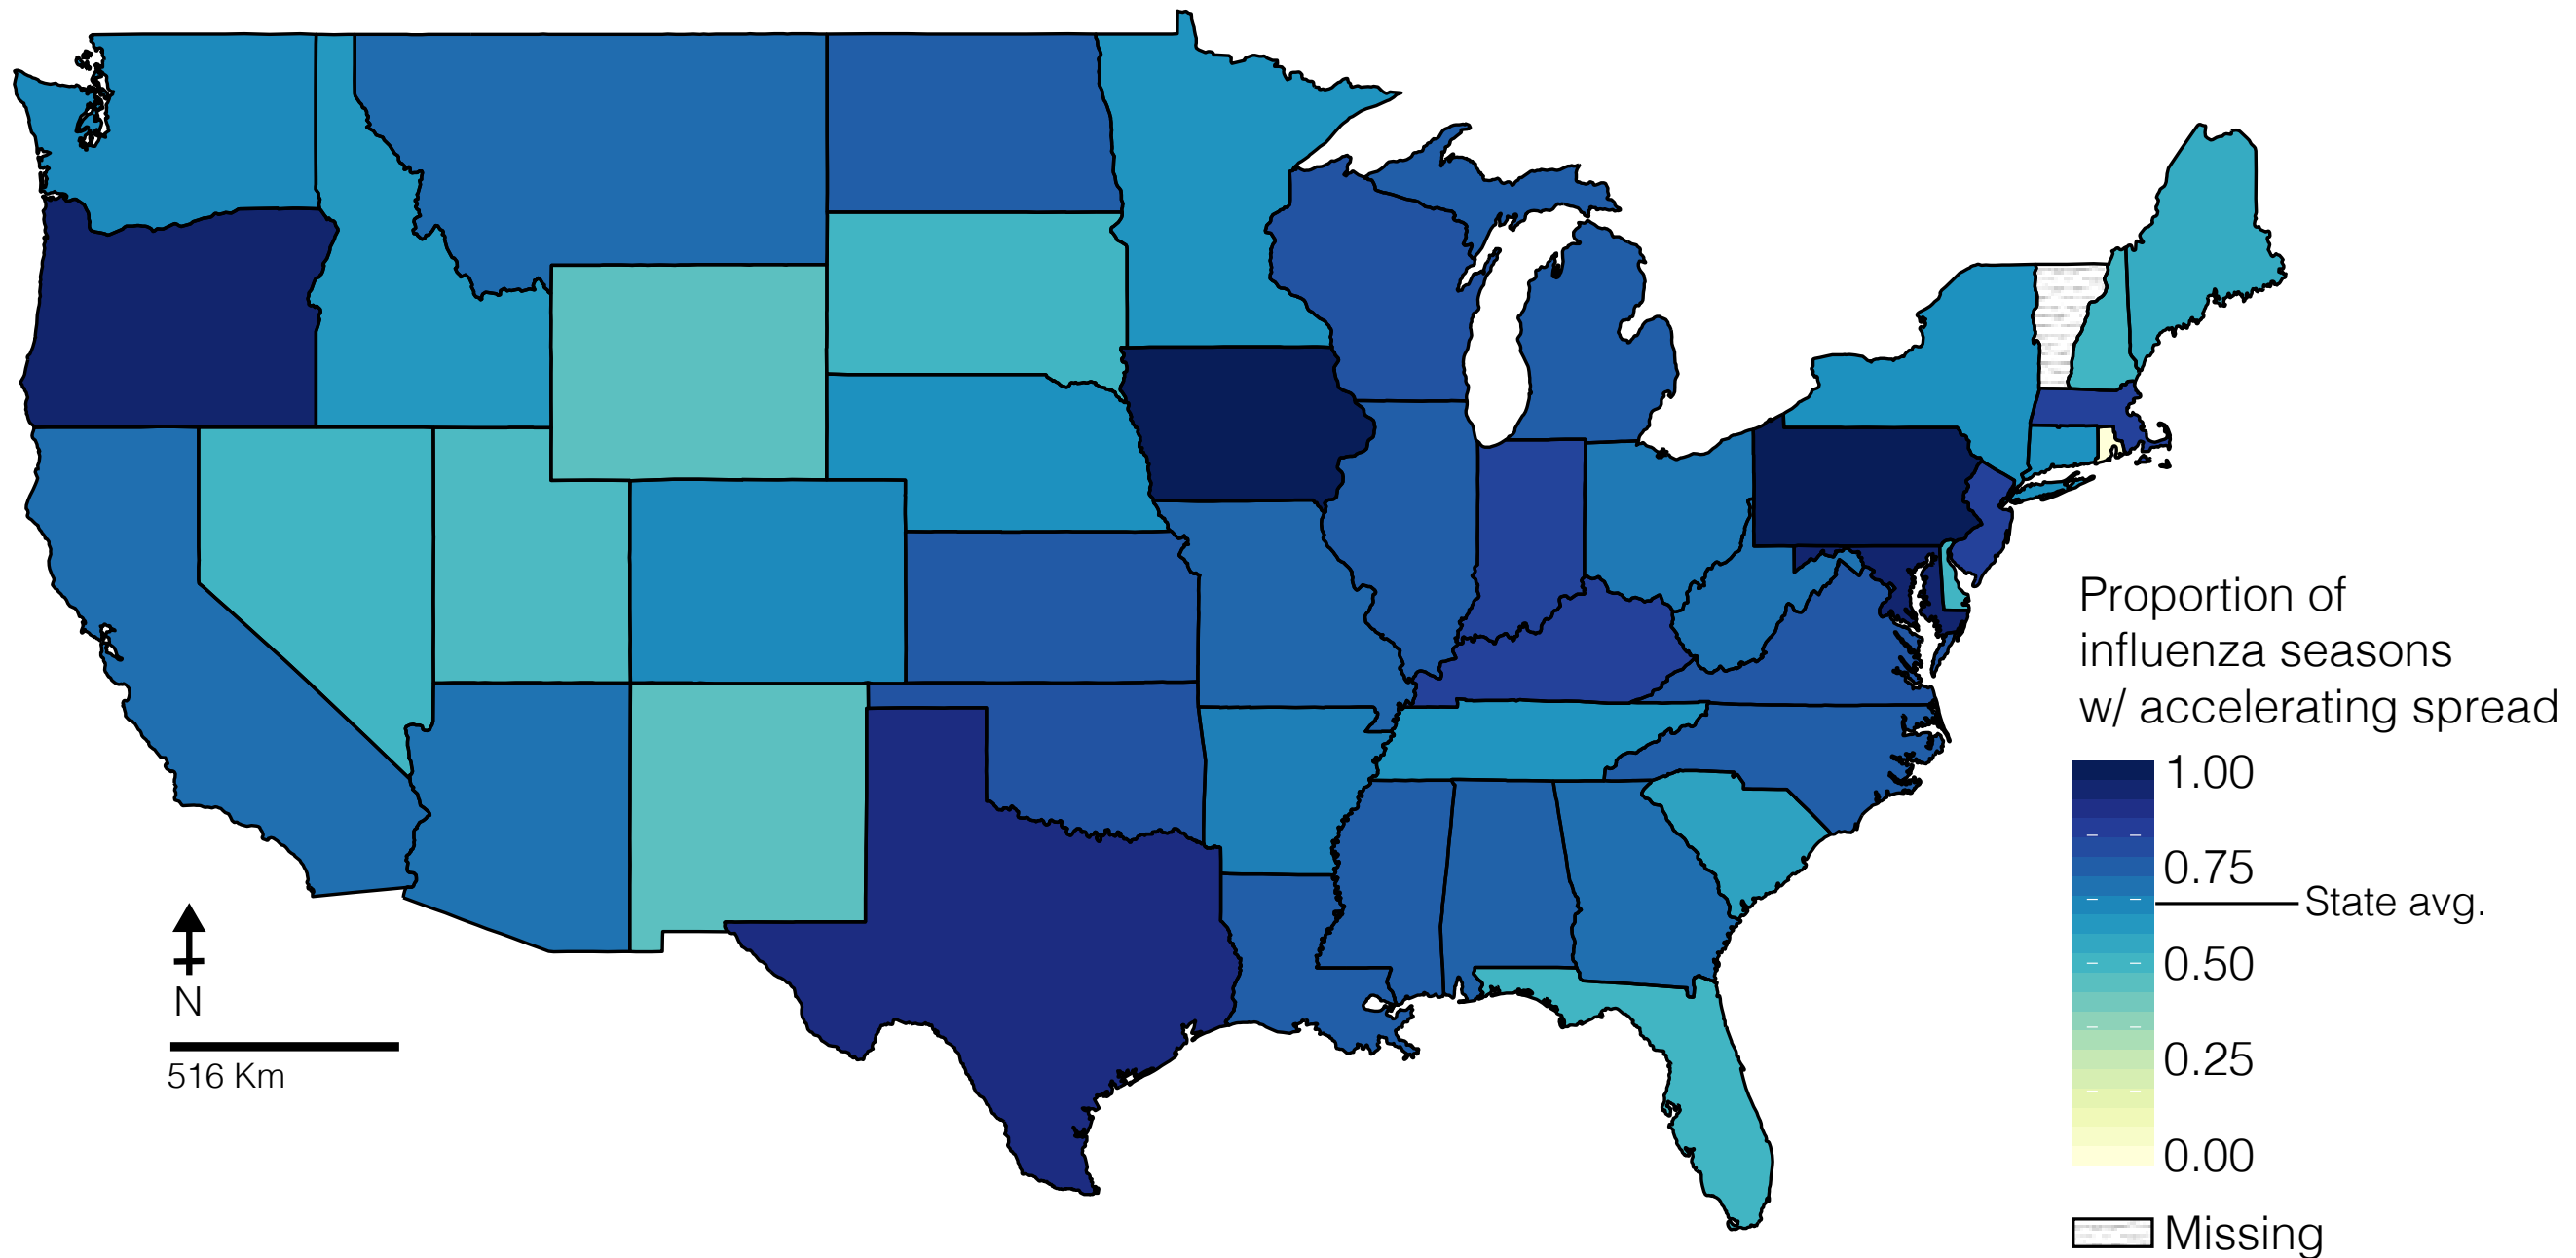 Proportion of
influenza seasons
w/ accelerating spread
1.00
0.75
State avg.
0.50
0.25
0.00
Missing
N
516 Km